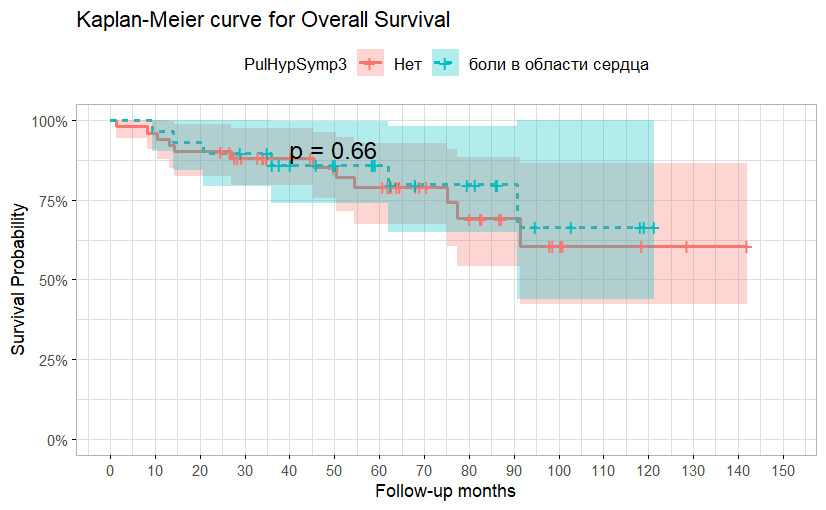 Kaplan-Meier curve for Overall Survival
PulHypSymp3 Нет боли в области сердца
100%
p = 0.66
75%
50%
25%
0%
Survival Probability
0 10 20 30 40 50 60 70 80 90 100 110 120 130 140 150
Follow-up months